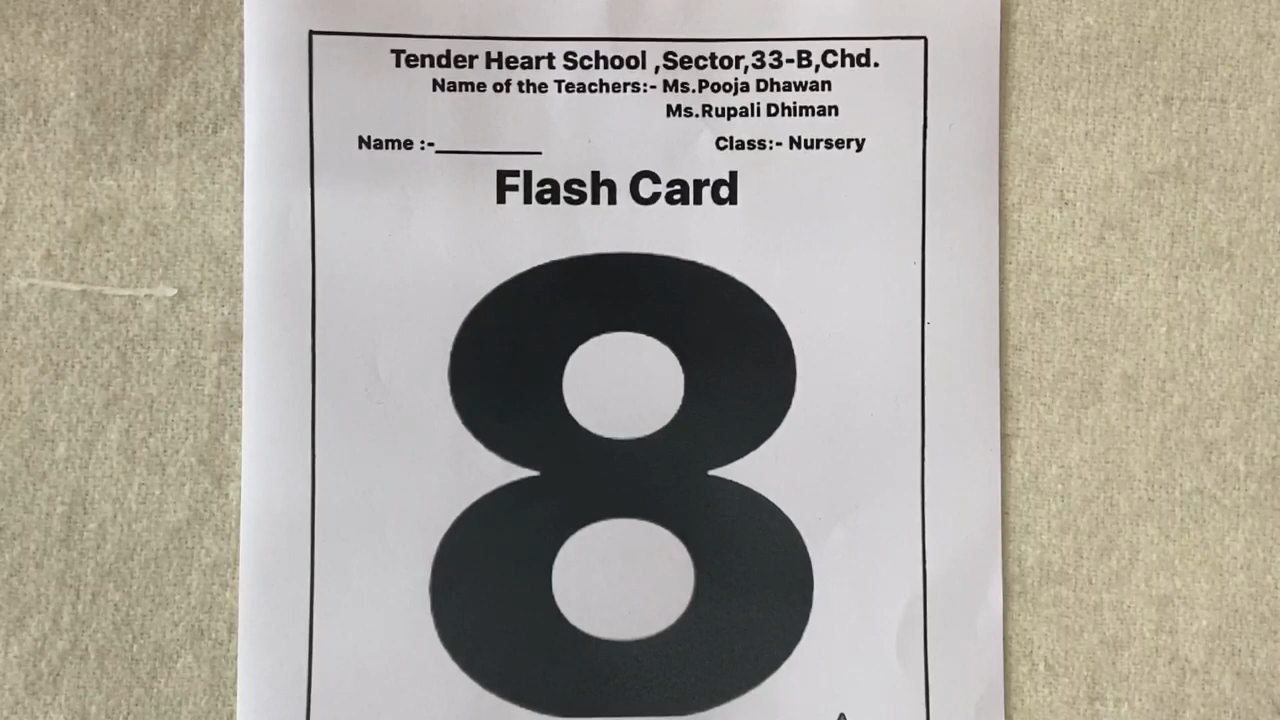 Tender Heart School ,Sector,33-B,Chd.
Name of the Teachers:- Ms.Pooja Dhawan
Ms.Rupali Dhiman
Name :-__________ Class:- Nursery
Flash Card
8